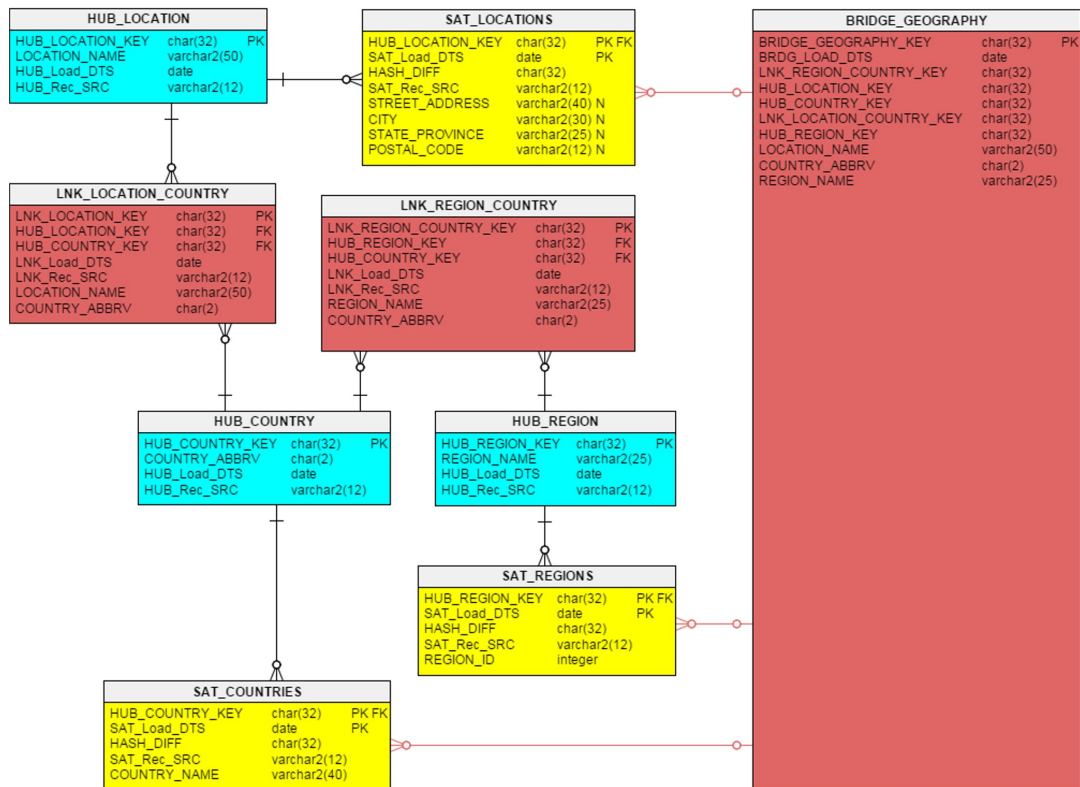 HUB_LOCATION
HUB_LOCATION_KEY char(32) PK
LOCATION_NAME varchar2(50)
HUB_Load_DTS date
HUB_Rec_SRC varchar2(12)
SAT_LOCATIONS
HUB_LOCATION_KEY char(32) PK FK
SAT_Load_DTS date PK
HASH_DIFF char(32)
SAT_Rec_SRC varchar2(12)
STREET_ADDRESS varchar2(40) N
CITY varchar2(30) N
STATE_PROVINCE varchar2(25) N
POSTAL_CODE varchar2(12) N
BRIDGE_GEOGRAPHY
BRIDGE_GEOGRAPHY_KEY char(32) PK
BRDG_LOAD_DTS date
LNK_REGION_COUNTRY_KEY char(32)
HUB_LOCATION_KEY char(32)
HUB_COUNTRY_KEY char(32)
LNK_LOCATION_COUNTRY_KEY char(32)
HUB_REGION_KEY char(32)
LOCATION_NAME varchar2(50)
COUNTRY_ABBRV char(2)
REGION_NAME varchar2(25)
LNK_LOCATION_COUNTRY
LNK_LOCATION_KEY char(32) PK
HUB_LOCATION_KEY char(32) FK
HUB_COUNTRY_KEY char(32) FK
LNK_Load_DTS date
LNK_Rec_SRC varchar2(12)
LOCATION_NAME varchar2(50)
COUNTRY_ABBRV char(2)
LNK_REGION_COUNTRY
LNK_REGION_COUNTRY_KEY char(32) PK
HUB_REGION_KEY char(32) FK
HUB_COUNTRY_KEY char(32) FK
LNK_Load_DTS date
LNK_Rec_SRC varchar2(12)
REGION_NAME varchar2(25)
COUNTRY_ABBRV char(2)
HUB_COUNTRY
HUB_COUNTRY_KEY char(32) PK
COUNTRY_ABBRV char(2)
HUB_Load_DTS date
HUB_Rec_SRC varchar2(12)
HUB_REGION
HUB_REGION_KEY char(32) PK
REGION_NAME varchar2(25)
HUB_Load_DTS date
HUB_Rec_SRC varchar2(12)
SAT_REGIONS
HUB_REGION_KEY char(32) PK FK
SAT_Load_DTS date PK
HASH_DIFF char(32)
SAT_Rec_SRC varchar2(12)
REGION_ID integer
SAT_COUNTRIES
HUB_COUNTRY_KEY char(32) PK FK
SAT_Load_DTS date PK
HASH_DIFF char(32)
SAT_Rec_SRC varchar2(12)
COUNTRY_NAME varchar2(40)